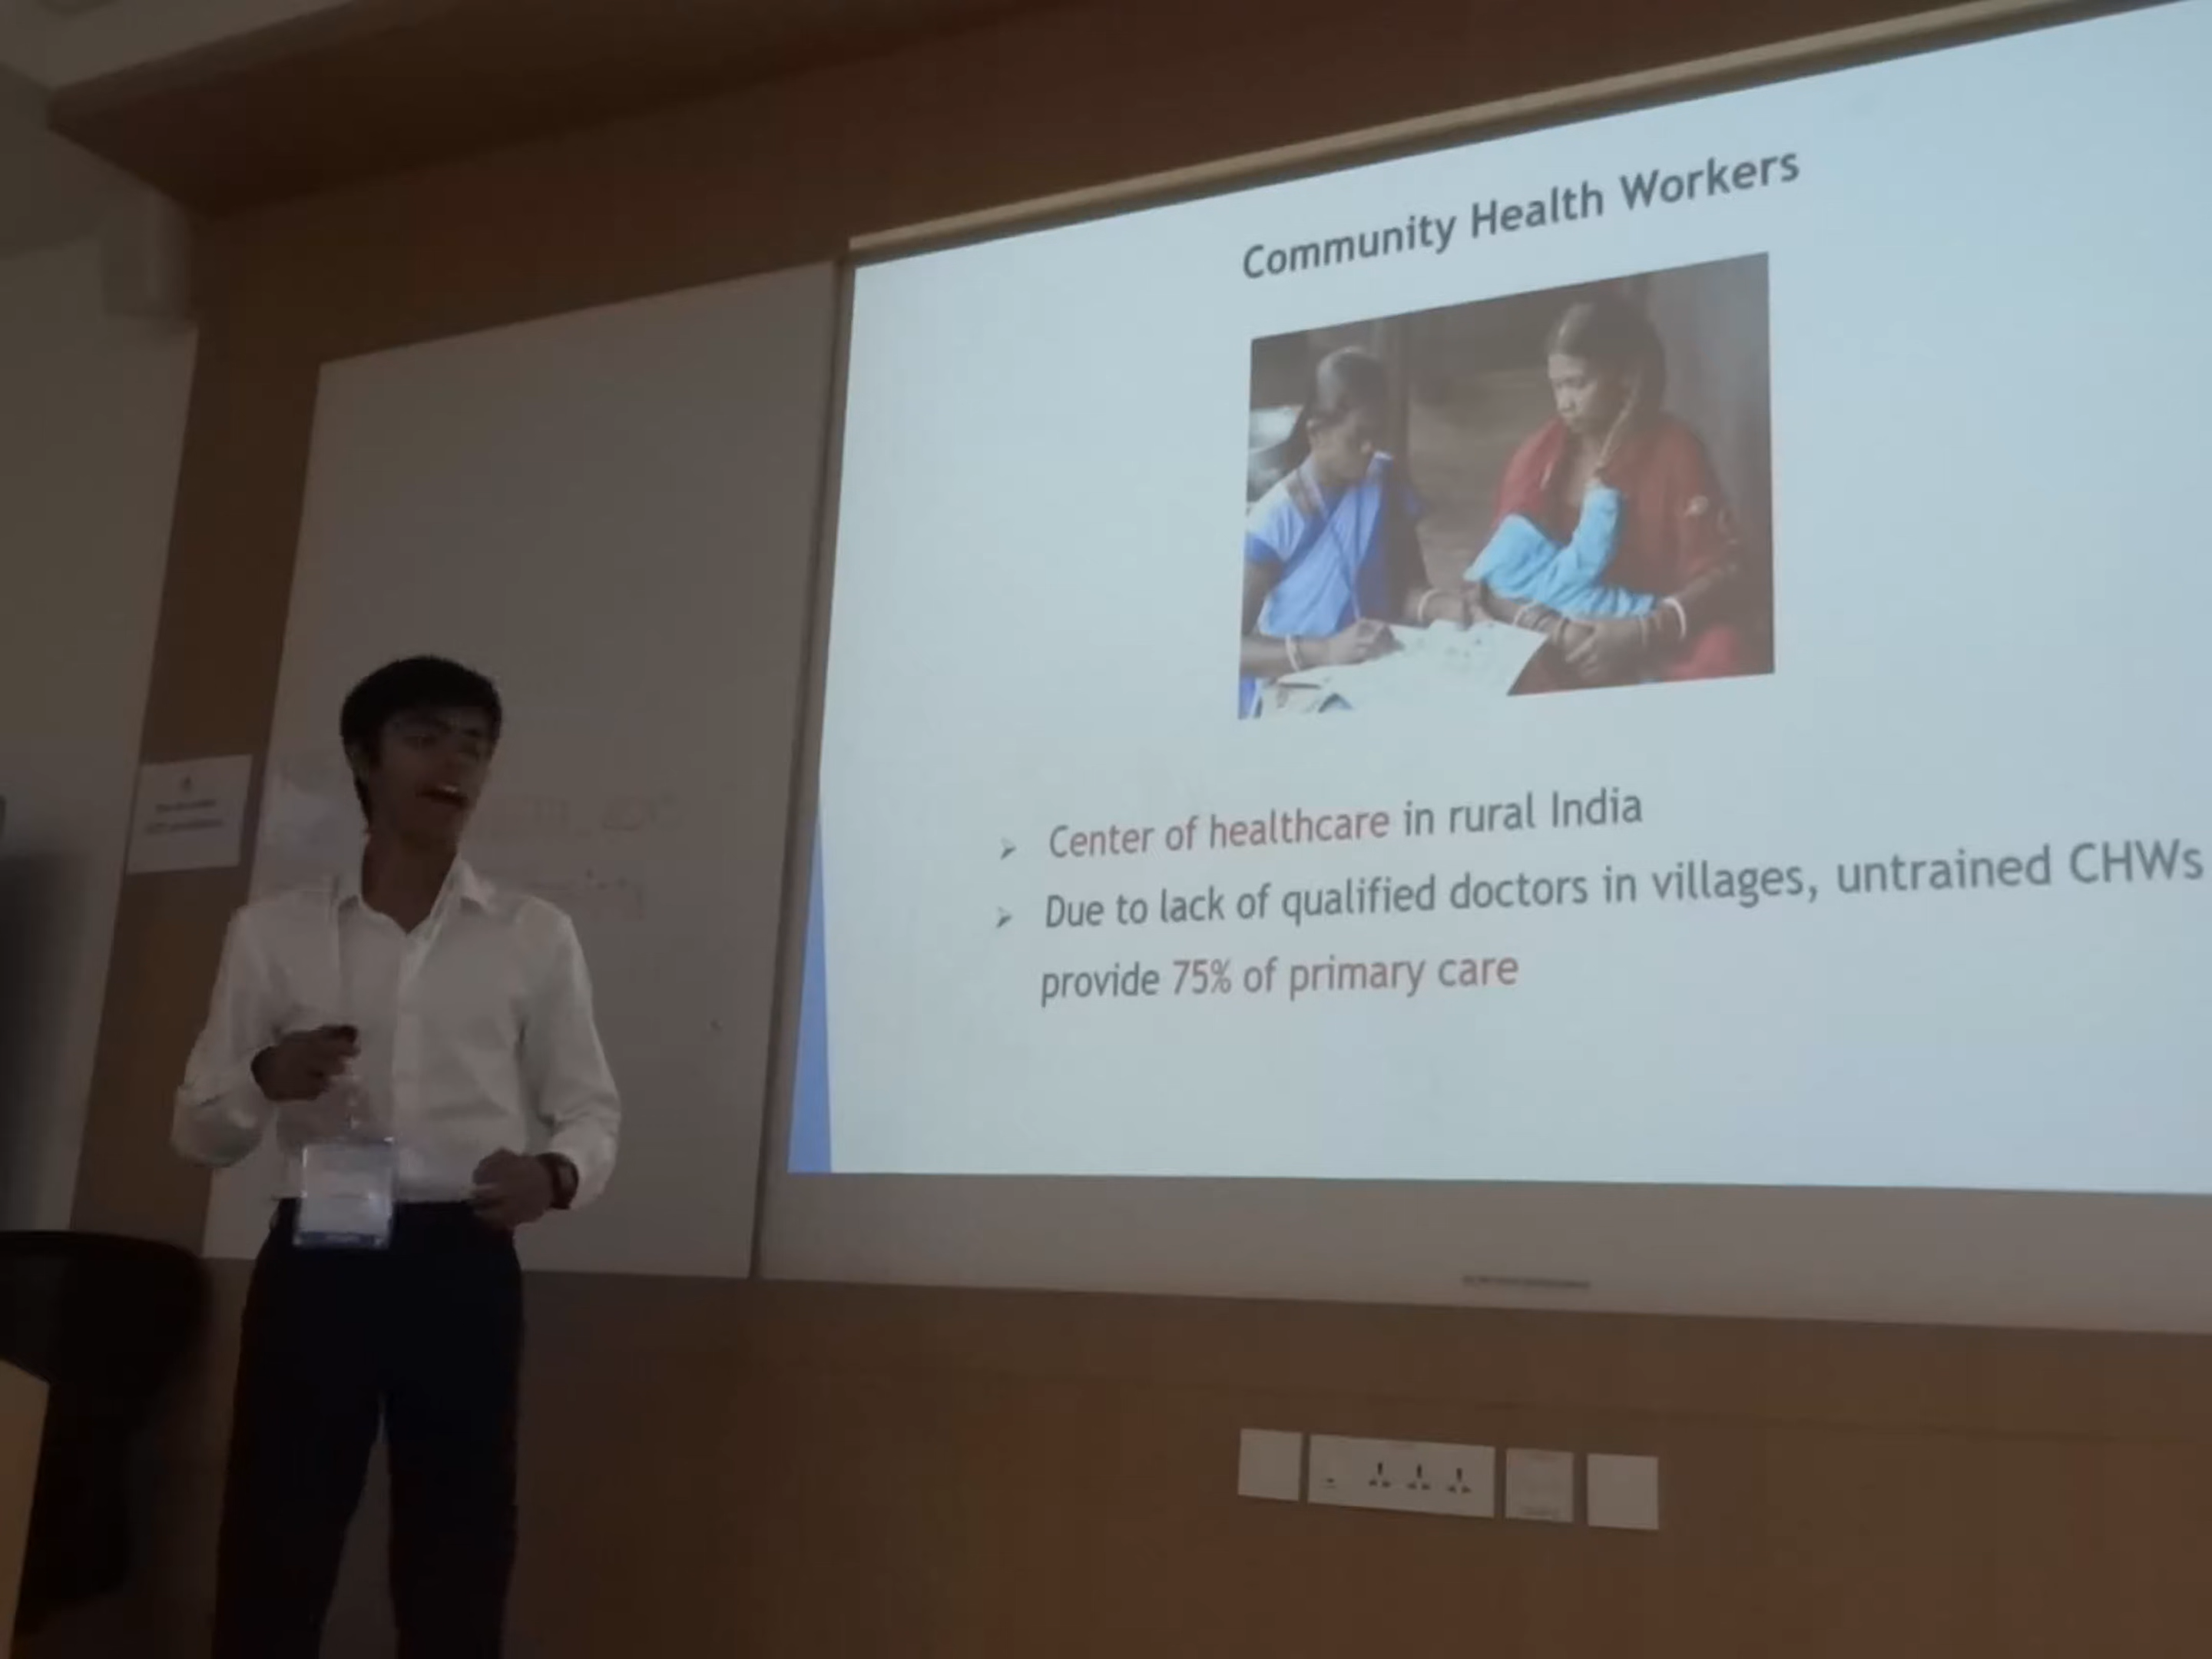 Community Health Workers
➢ Center of healthcare in rural India
➢ Due to lack of qualified doctors in villages, untrained CHWs
provide 75% of primary care